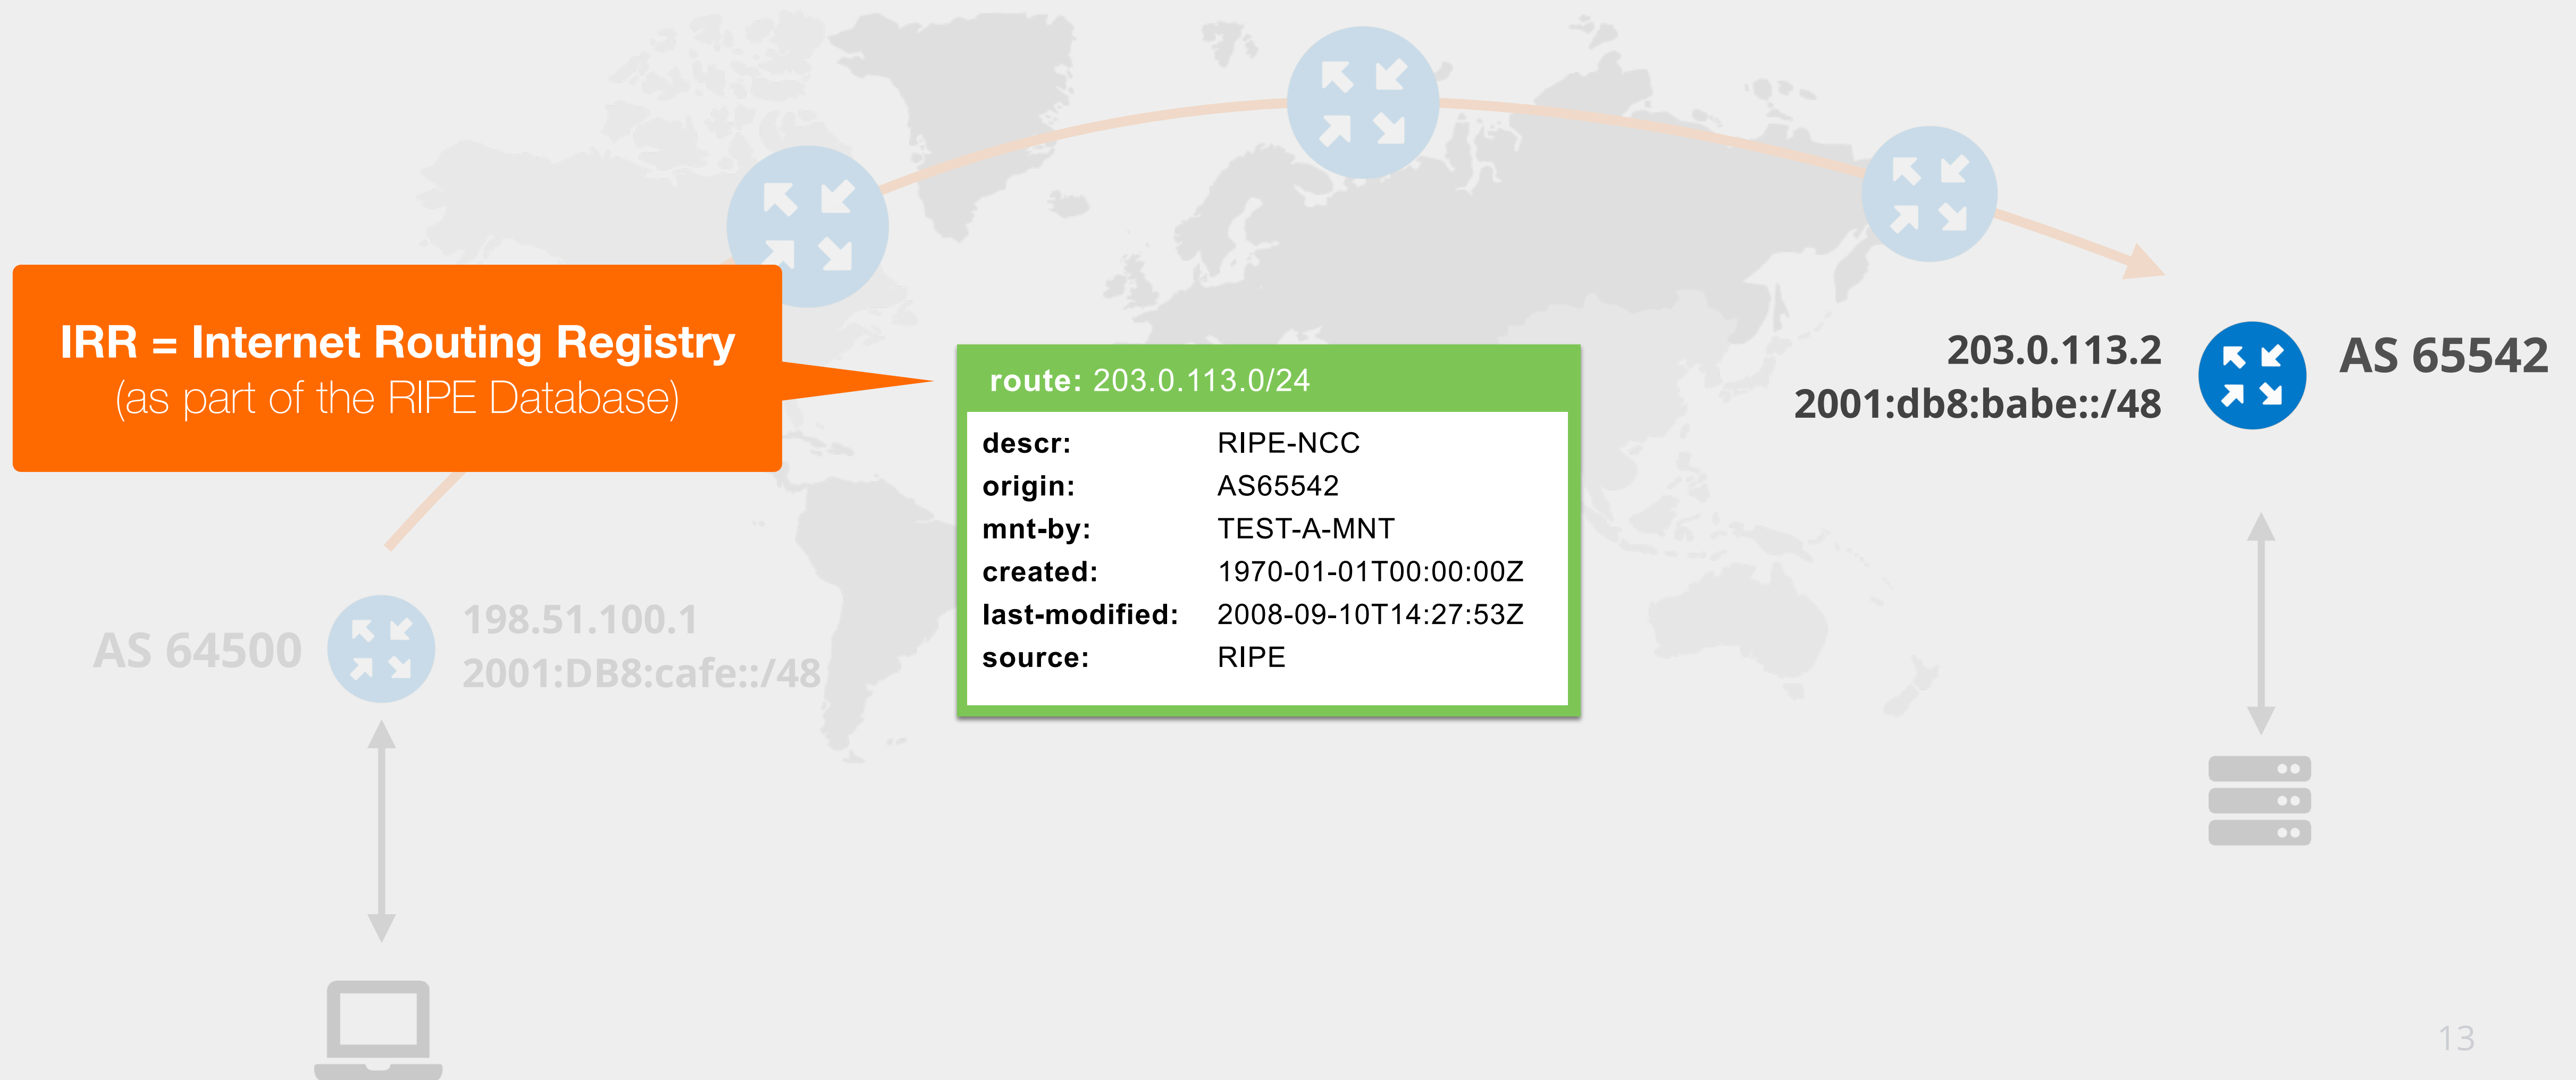 IRR = Internet Routing Registry
(as part of the RIPE Database)
route: 203.0.113.0/24
descr: RIPE-NCC
origin: AS65542
mnt-by: TEST-A-MNT
created: 1970-01-01T00:00:00Z
last-modified: 2008-09-10T14:27:53Z
source: RIPE
203.0.113.2
2001:db8:babe::/48
AS 65542
AS 64500
198.51.100.1
2001:DB8:cafe::/48
13